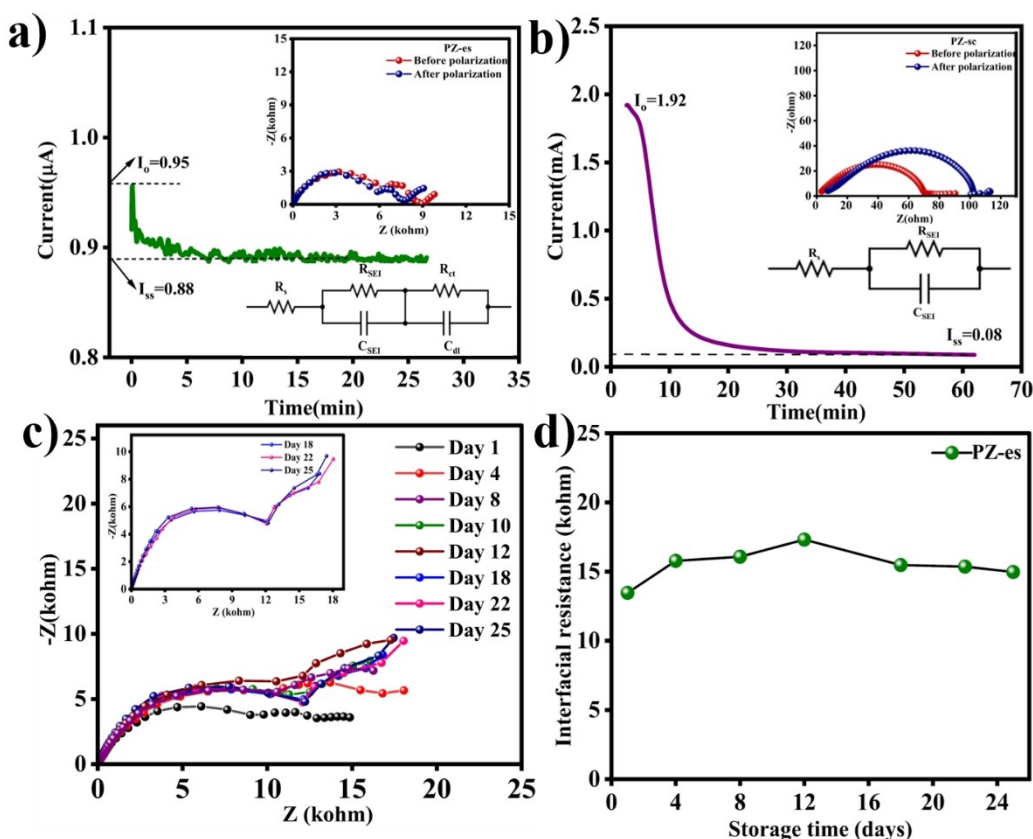 a)
1.1
1.0
0.9
0.8
Current(μA)
0 5 10 15 20 25 30 35
Time(min)
I₀=0.95
Iss=0.88
15
12
9
6
3
0
-Z(kohm)
0 3 6 9 12 15
Z (kohm)
PZ-es
Before polarization
After polarization
Rs
RSEI
Rct
CSEI
Cdl
b)
2.5
2.0
1.5
1.0
0.5
0.0
Current(mA)
0 10 20 30 40 50 60 70
Time(min)
Io=1.92
Iss=0.08
120
100
80
60
40
20
0
-Z(ohm)
0 20 40 60 80 100 120
Z(ohm)
PZ-sc
Before polarization
After polarization
Rs
RSEI
CSEI
c)
25
20
15
10
5
0
-Z(kohm)
0 5 10 15 20 25
Z (kohm)
10
8
6
4
2
0
-Z(kohm)
0 3 6 9 12 15 18
Z (kohm)
Day 18
Day 22
Day 25
Day 1
Day 4
Day 8
Day 10
Day 12
Day 18
Day 22
Day 25
d)
25
20
15
10
5
0
Interfacial resistance (kohm)
0 4 8 12 16 20 24
Storage time (days)
PZ-es